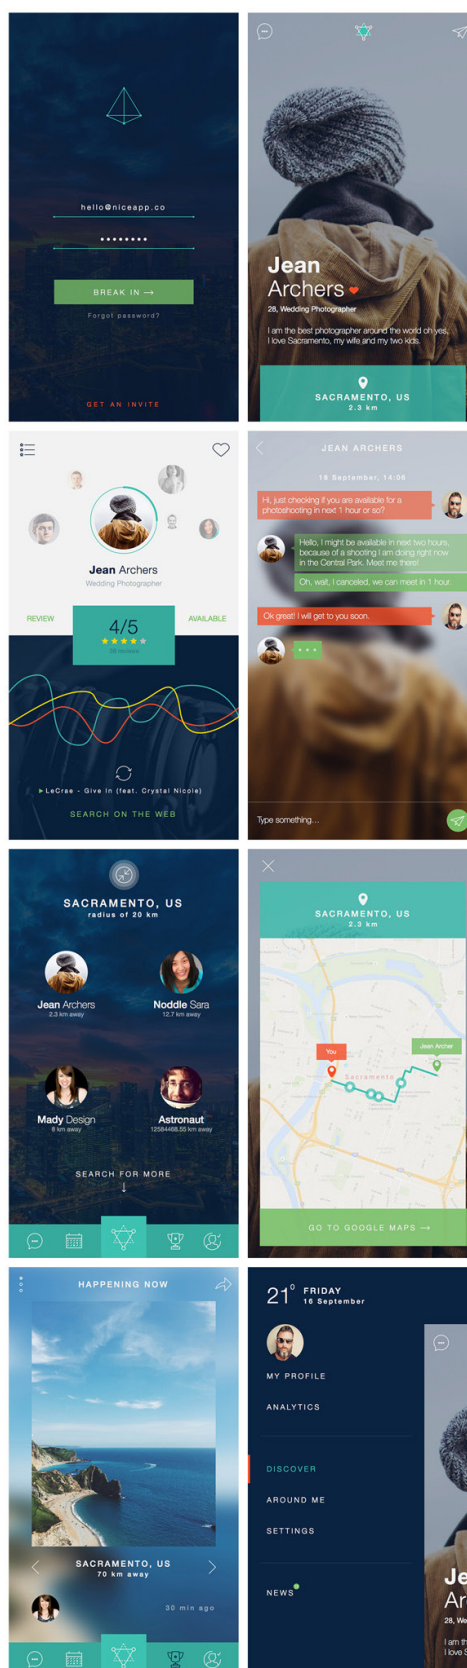 hello@niceapp.co
••••••••
BREAK IN →
Forgot password?
GET AN INVITE
Jean
Archers
28, Wedding Photographer
I am the best photographer around the world oh yes,
I love Sacramento, my wife and my two kids.
SACRAMENTO, US
2.3 km
Jean Archers
Wedding Photographer
REVIEW
4/5
AVAILABLE
LeCrae - Give In (feat. Crystal Nicole)
SEARCH ON THE WEB
JEAN ARCHERS
16 September, 14:06
Hi, just checking if you are available for a
photoshooting in next 1 hour or so?
Hello, I might be available in next two hours,
because of a shooting I am doing right now
in the Central Park. Meet me there!
Oh, wait, I canceled, we can meet in 1 hour.
Ok great! I will get to you soon.
Type something...
SACRAMENTO, US
radius of 20 km
Jean Archers
2.3 km away
Noddle Sara
12.7 km away
Mady Design
8 km away
Astronaut
12584468.55 km away
SEARCH FOR MORE
↓
SACRAMENTO, US
2.3 km
You
Jean Archer
Sacramento
GO TO GOOGLE MAPS →
HAPPENING NOW
SACRAMENTO, US
70 km away
30 min ago
21° FRIDAY
16 September
MY PROFILE
ANALYTICS
DISCOVER
AROUND ME
SETTINGS
NEWS
Je
Ar
28, We
I am th
I love S